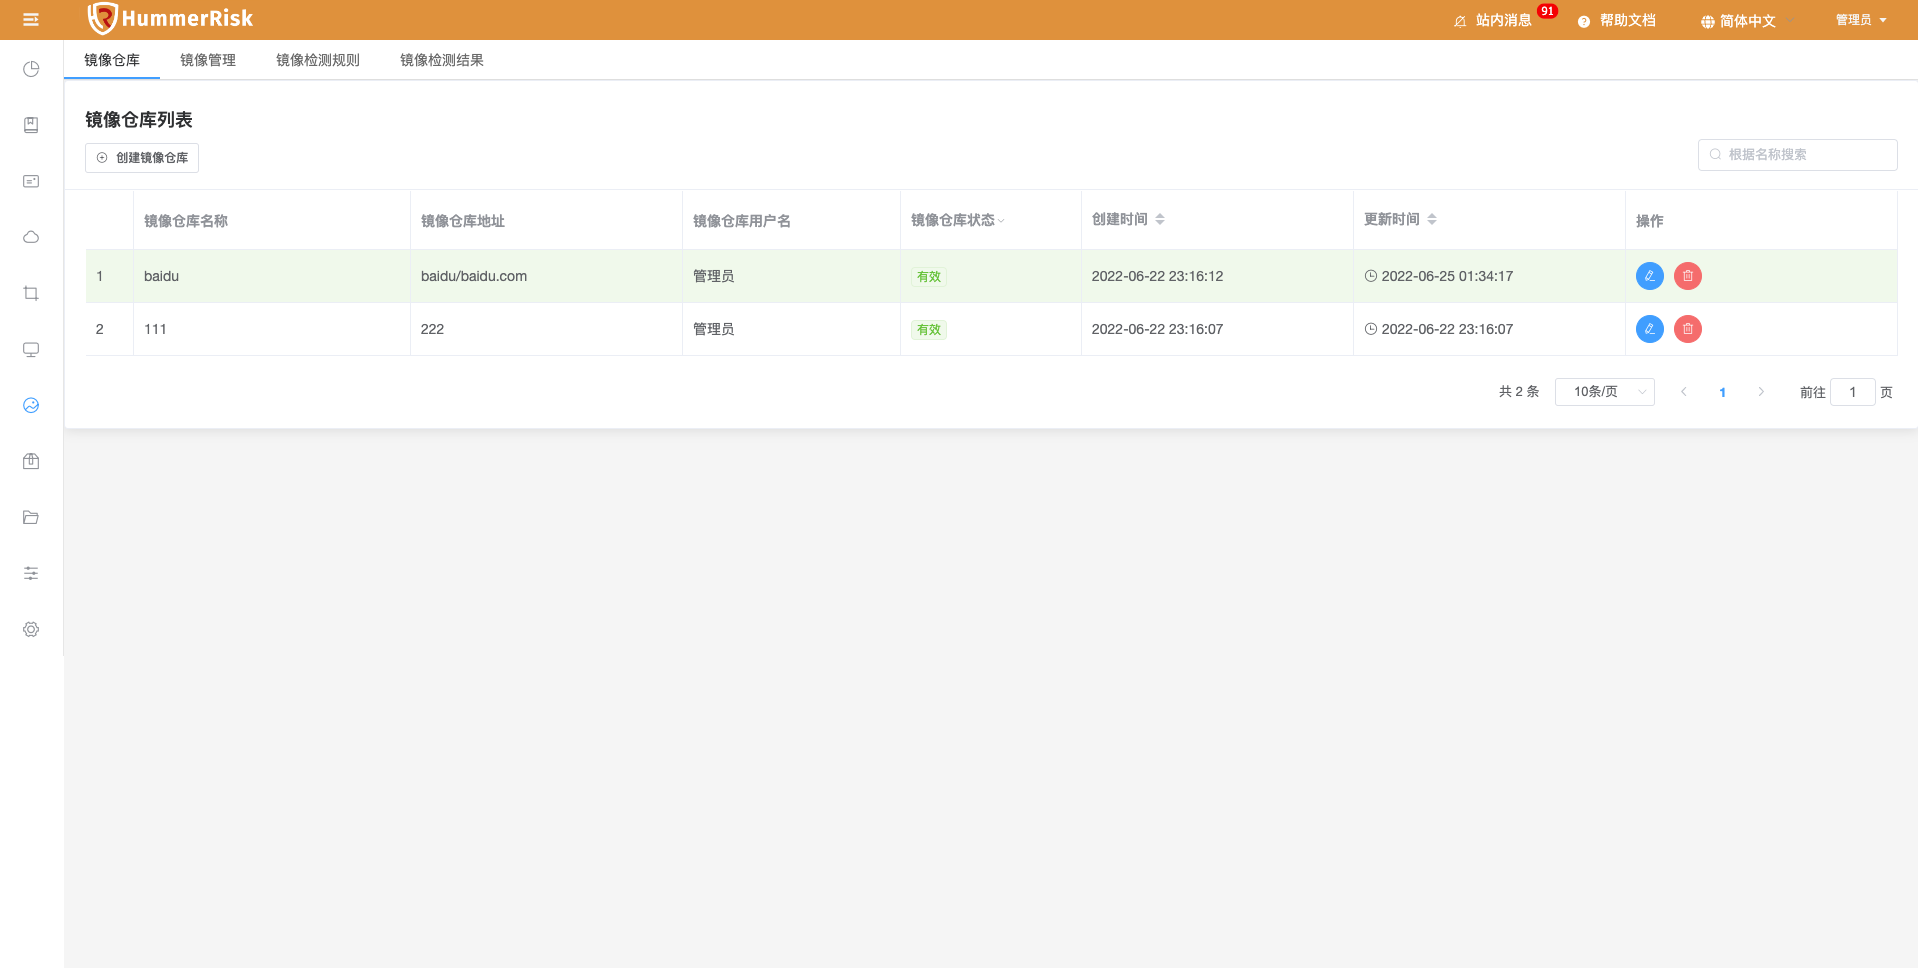 HummerRisk
站内消息 91 帮助文档 简体中文 管理员
镜像仓库 镜像管理 镜像检测规则 镜像检测结果
镜像仓库列表
创建镜像仓库 根据名称搜索
镜像仓库名称 镜像仓库地址 镜像仓库用户名 镜像仓库状态 创建时间 更新时间 操作
1 baidu baidu/baidu.com 管理员 有效 2022-06-22 23:16:12 2022-06-25 01:34:17
2 111 222 管理员 有效 2022-06-22 23:16:07 2022-06-22 23:16:07
共 2 条 10条/页 1 前往 1 页